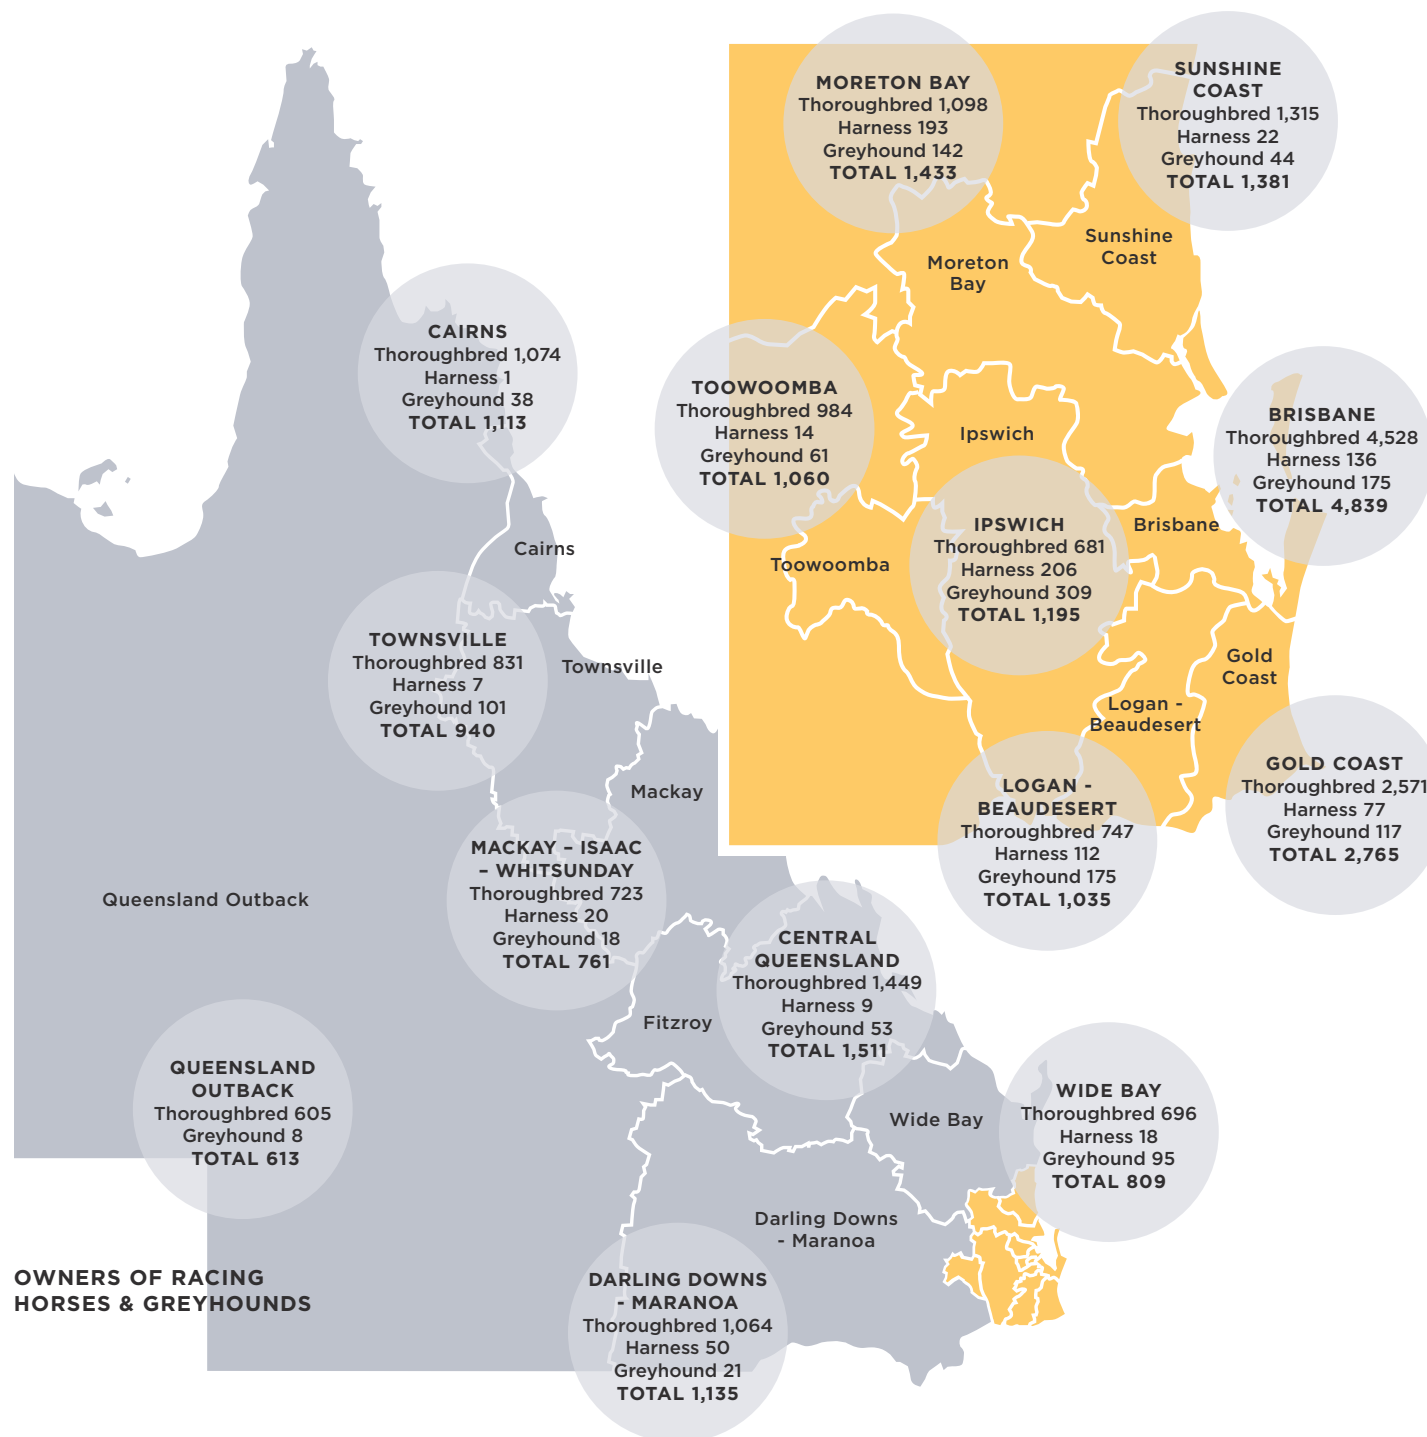 MORETON BAY
Thoroughbred 1,098
Harness 193
Greyhound 142
TOTAL 1,433
SUNSHINE
COAST
Thoroughbred 1,315
Harness 22
Greyhound 44
TOTAL 1,381
Sunshine
Coast
Moreton
Bay
CAIRNS
Thoroughbred 1,074
Harness 1
Greyhound 38
TOTAL 1,113
TOOWOOMBA
Thoroughbred 984
Harness 14
Greyhound 61
TOTAL 1,060
Ipswich
BRISBANE
Thoroughbred 4,528
Harness 136
Greyhound 175
TOTAL 4,839
Cairns
Toowoomba
IPSWICH
Thoroughbred 681
Harness 206
Greyhound 309
TOTAL 1,195
Brisbane
TOWNSVILLE
Thoroughbred 831
Harness 7
Greyhound 101
TOTAL 940
Townsville
Gold
Coast
Logan -
Beaudesert
Mackay
LOGAN -
BEAUDESERT
Thoroughbred 747
Harness 112
Greyhound 175
TOTAL 1,035
GOLD COAST
Thoroughbred 2,571
Harness 77
Greyhound 117
TOTAL 2,765
MACKAY – ISAAC
– WHITSUNDAY
Thoroughbred 723
Harness 20
Greyhound 18
TOTAL 761
Queensland Outback
CENTRAL
QUEENSLAND
Thoroughbred 1,449
Harness 9
Greyhound 53
TOTAL 1,511
Fitzroy
QUEENSLAND
OUTBACK
Thoroughbred 605
Greyhound 8
TOTAL 613
Wide Bay
WIDE BAY
Thoroughbred 696
Harness 18
Greyhound 95
TOTAL 809
Darling Downs
- Maranoa
OWNERS OF RACING
HORSES & GREYHOUNDS
DARLING DOWNS
- MARANOA
Thoroughbred 1,064
Harness 50
Greyhound 21
TOTAL 1,135